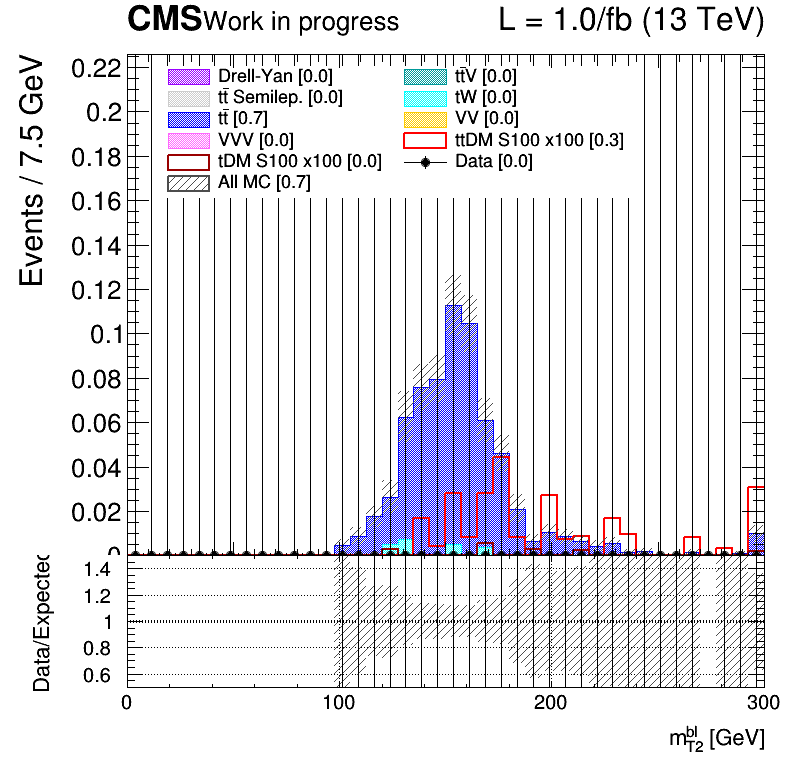 CMS Work in progress L = 1.0/fb (13 TeV)
Events / 7.5 GeV
0.22
0.2
0.18
0.16
0.14
0.12
0.1
0.08
0.06
0.04
0.02
0
Drell-Yan [0.0] tt̄V [0.0]
tt̄ Semilep. [0.0] tW [0.0]
tt̄ [0.7] VV [0.0]
VVV [0.0] ttDM S100 x100 [0.3]
tDM S100 x100 [0.0] Data [0.0]
All MC [0.7]
Data/Expected
1.4
1.2
1
0.8
0.6
0 100 200 300
m_{T2}^{bl} [GeV]